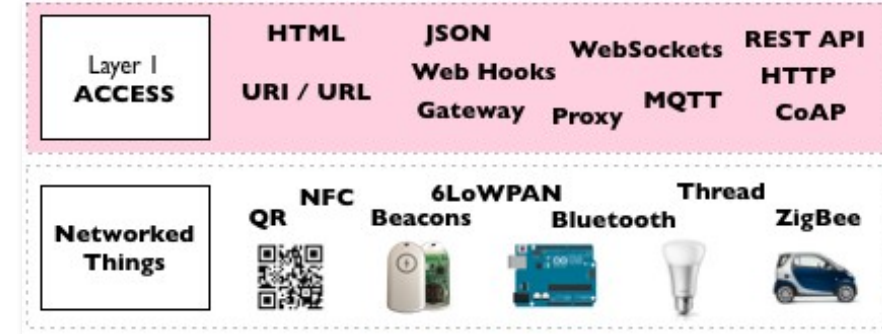 Layer 1
ACCESS
HTML
JSON
WebSockets
REST API
URI / URL
Web Hooks
HTTP
Gateway
Proxy
MQTT
CoAP
Networked
Things
QR
NFC
6LoWPAN
Beacons
Bluetooth
Thread
ZigBee